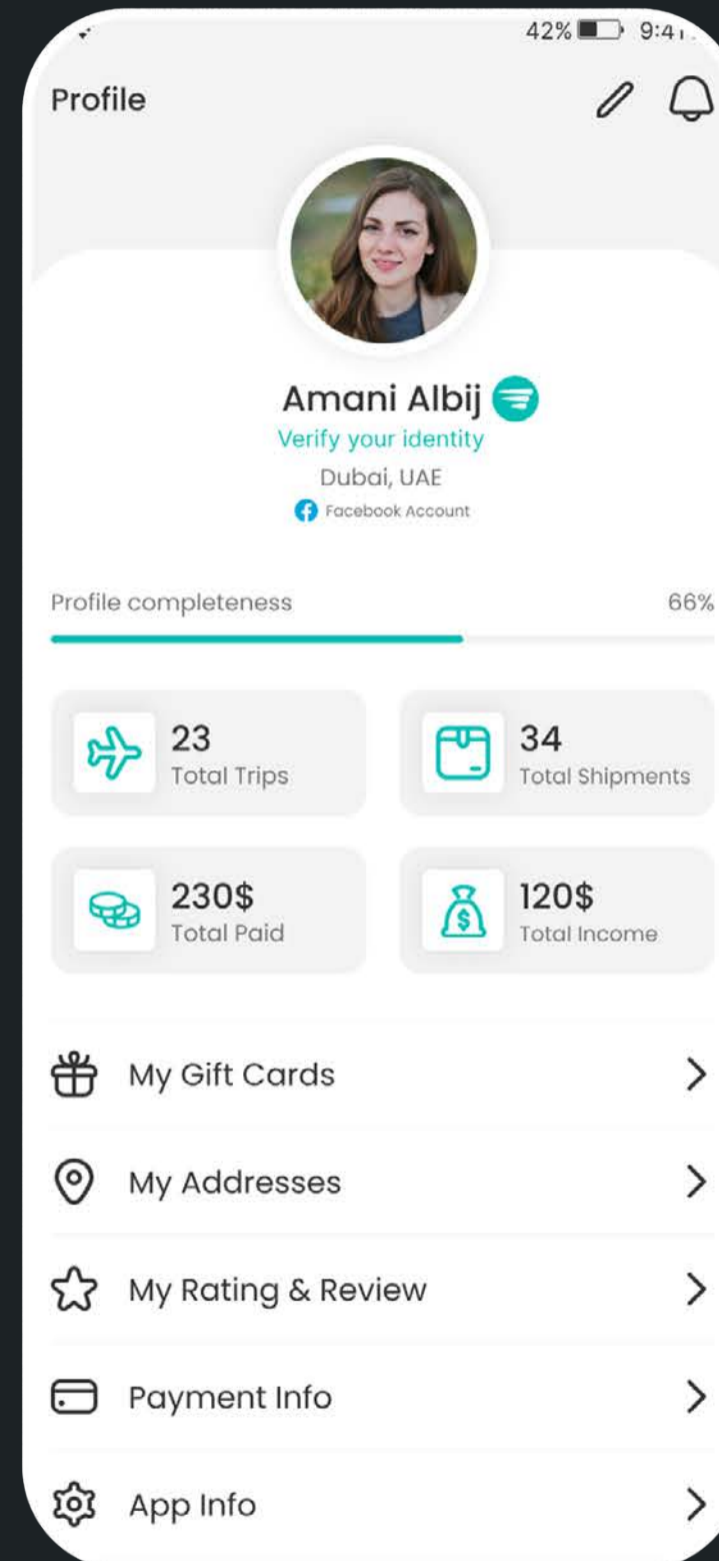 42%
Profile
Amani Albij
Verify your identity
Dubai, UAE
Facebook Account
Profile completeness 66%
23
Total Trips
34
Total Shipments
230$
Total Paid
120$
Total Income
My Gift Cards
My Addresses
My Rating & Review
Payment Info
App Info